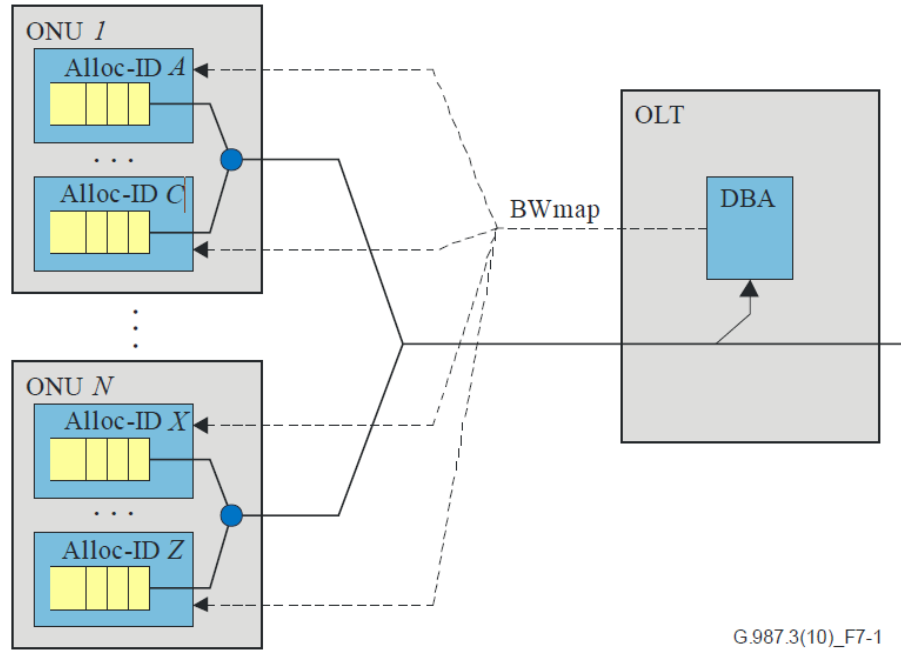 ONU 1
Alloc-ID A
. . .
Alloc-ID C
ONU N
Alloc-ID X
. . .
Alloc-ID Z
BWmap
OLT
DBA
G.987.3(10)_F7-1